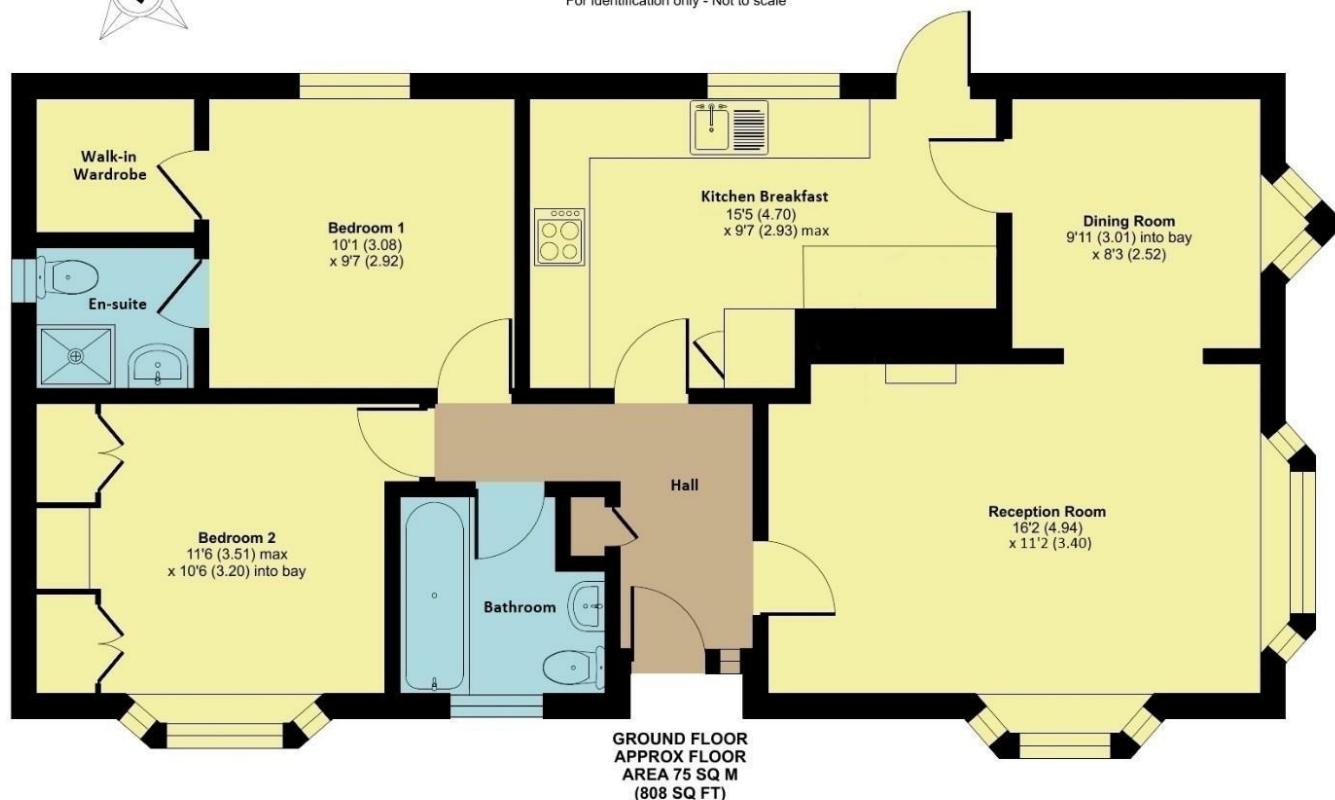 For identification only - Not to scale
Walk-in
Wardrobe
Bedroom 1
10'1 (3.08)
x 9'7 (2.92)
Kitchen Breakfast
15'5 (4.70)
x 9'7 (2.93) max
Dining Room
9'11 (3.01) into bay
x 8'3 (2.52)
En-suite
Bedroom 2
11'6 (3.51) max
x 10'6 (3.20) into bay
Hall
Bathroom
Reception Room
16'2 (4.94)
x 11'2 (3.40)
GROUND FLOOR
APPROX FLOOR
AREA 75 SQ M
(808 SQ FT)